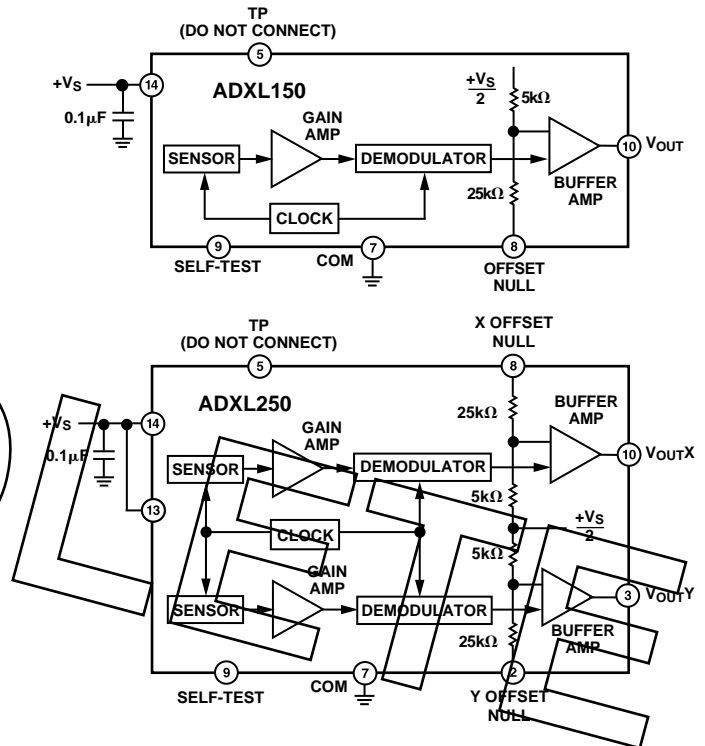 TP
(DO NOT CONNECT)
5
+VS
14
ADXL150
+VS
2
5kΩ
0.1µF
GAIN
AMP
SENSOR
DEMODULATOR
10
VOUT
BUFFER
AMP
25kΩ
CLOCK
9
7
8
SELF-TEST
COM
OFFSET
NULL
TP
(DO NOT CONNECT)
X OFFSET
NULL
5
8
ADXL250
+VS
14
25kΩ
BUFFER
AMP
GAIN
AMP
0.1µF
SENSOR
DEMODULATOR
10
VOUTX
13
5kΩ
+VS
2
CLOCK
5kΩ
GAIN
AMP
SENSOR
DEMODULATOR
3
VOUTY
25kΩ
BUFFER
AMP
9
7
2
SELF-TEST
COM
Y OFFSET
NULL
OBSOLETE